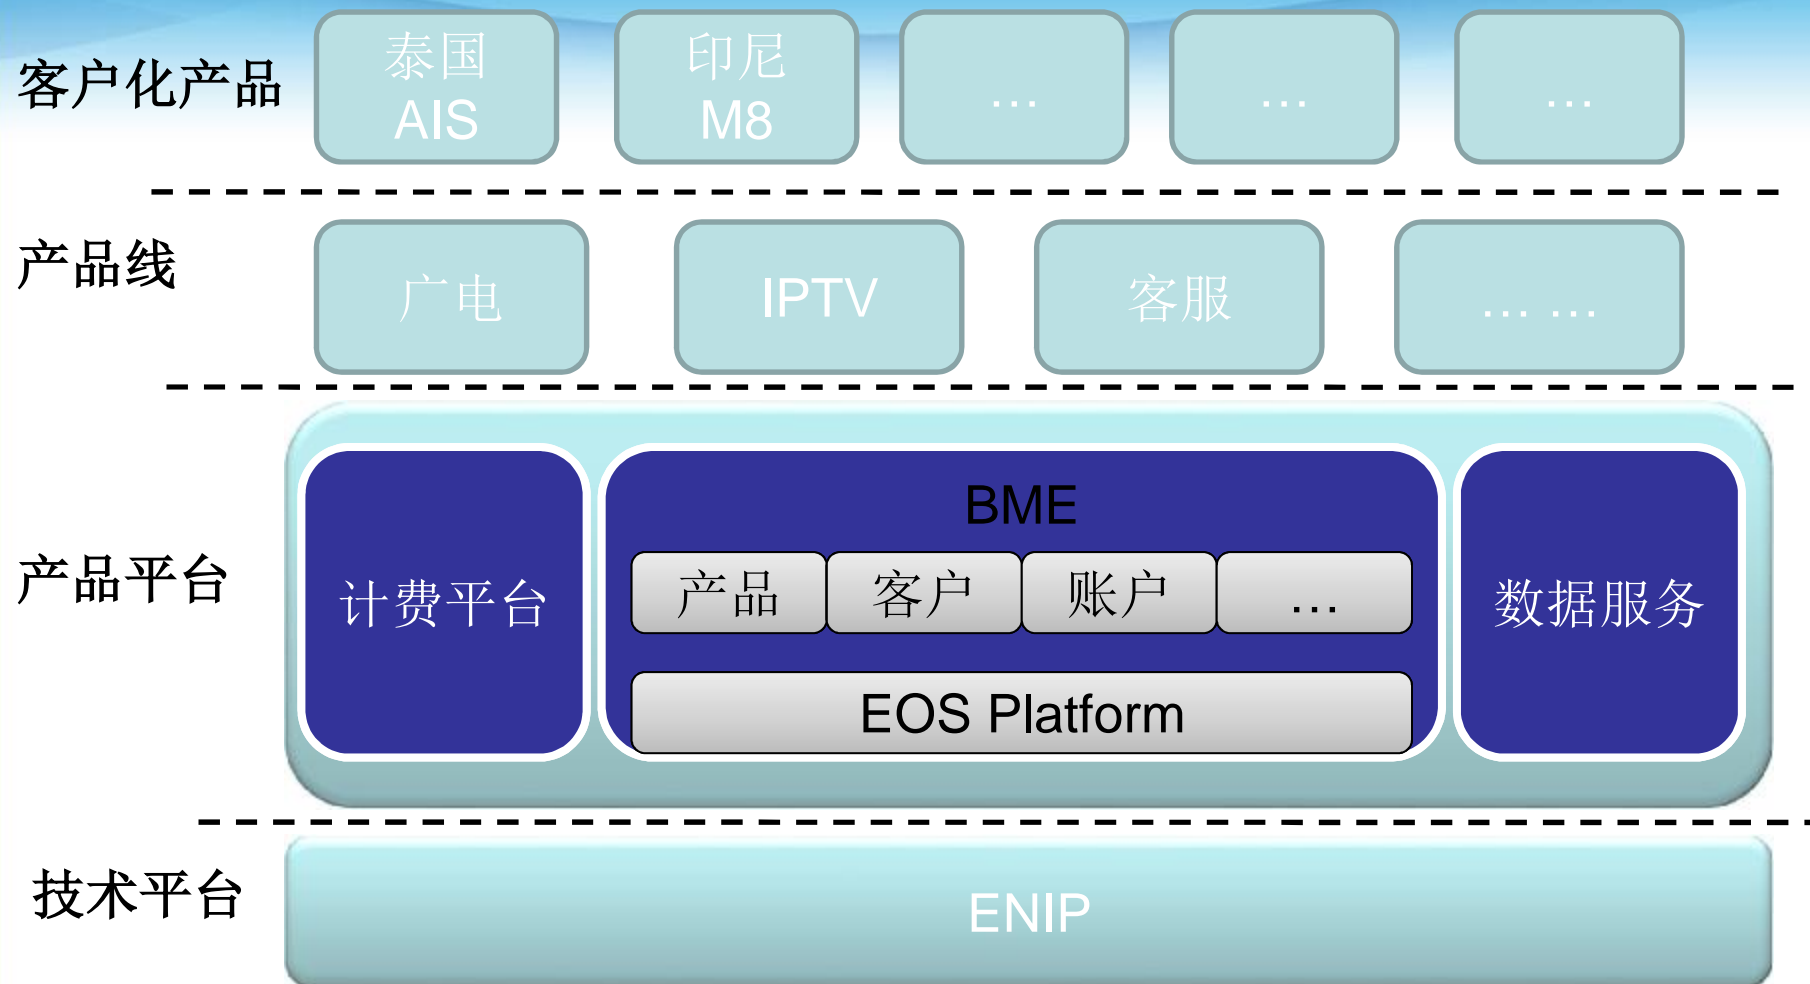 客户化产品
泰国
AIS
印尼
M8
…
…
…
产品线
广电
IPTV
客服
… …
产品平台
计费平台
BME
产品
客户
账户
…
EOS Platform
数据服务
技术平台
ENIP